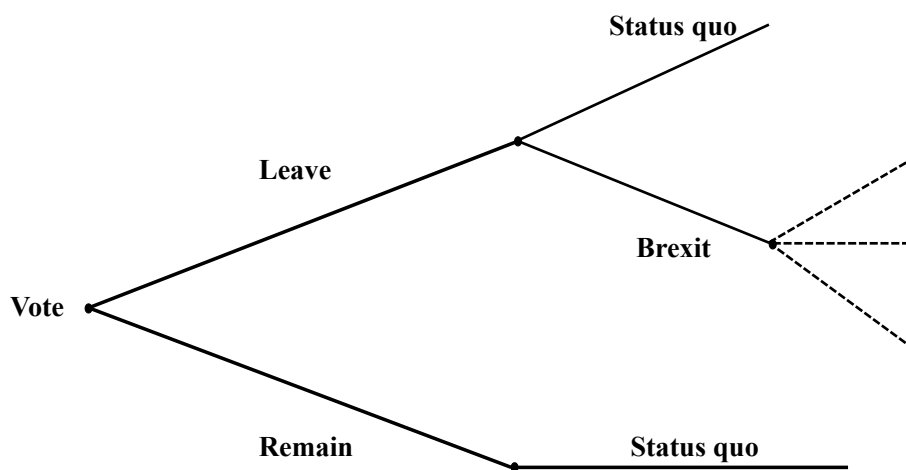 Status quo
Leave
Brexit
Vote
Remain
Status quo